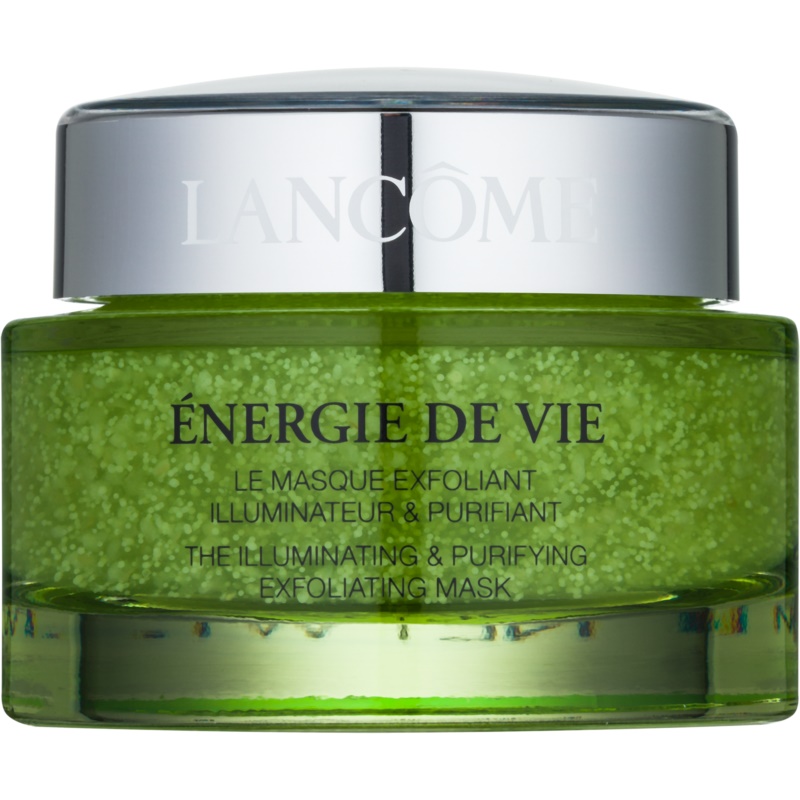 LANCÔME
ÉNERGIE DE VIE
LE MASQUE EXFOLIANT
ILLUMINATEUR & PURIFIANT
THE ILLUMINATING & PURIFYING
EXFOLIATING MASK